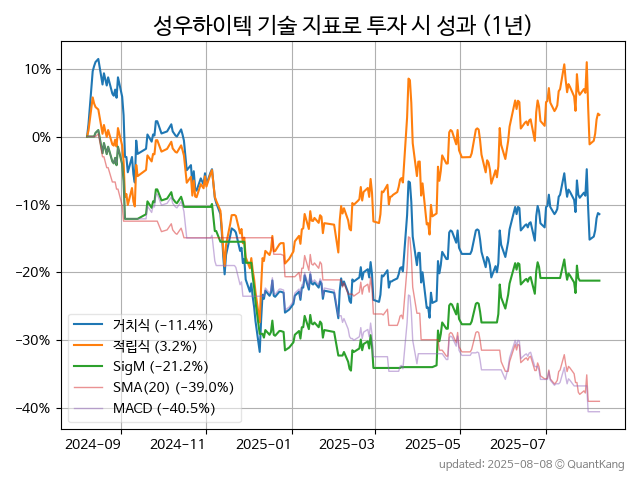 성우하이텍 기술 지표로 투자 시 성과 (1년)
10%
0%
−10%
−20%
−30%
−40%
거치식 (−11.4%)
적립식 (3.2%)
SigM (−21.2%)
SMA(20) (−39.0%)
MACD (−40.5%)
2024-09
2024-11
2025-01
2025-03
2025-05
2025-07
updated: 2025-08-08 © QuantKang